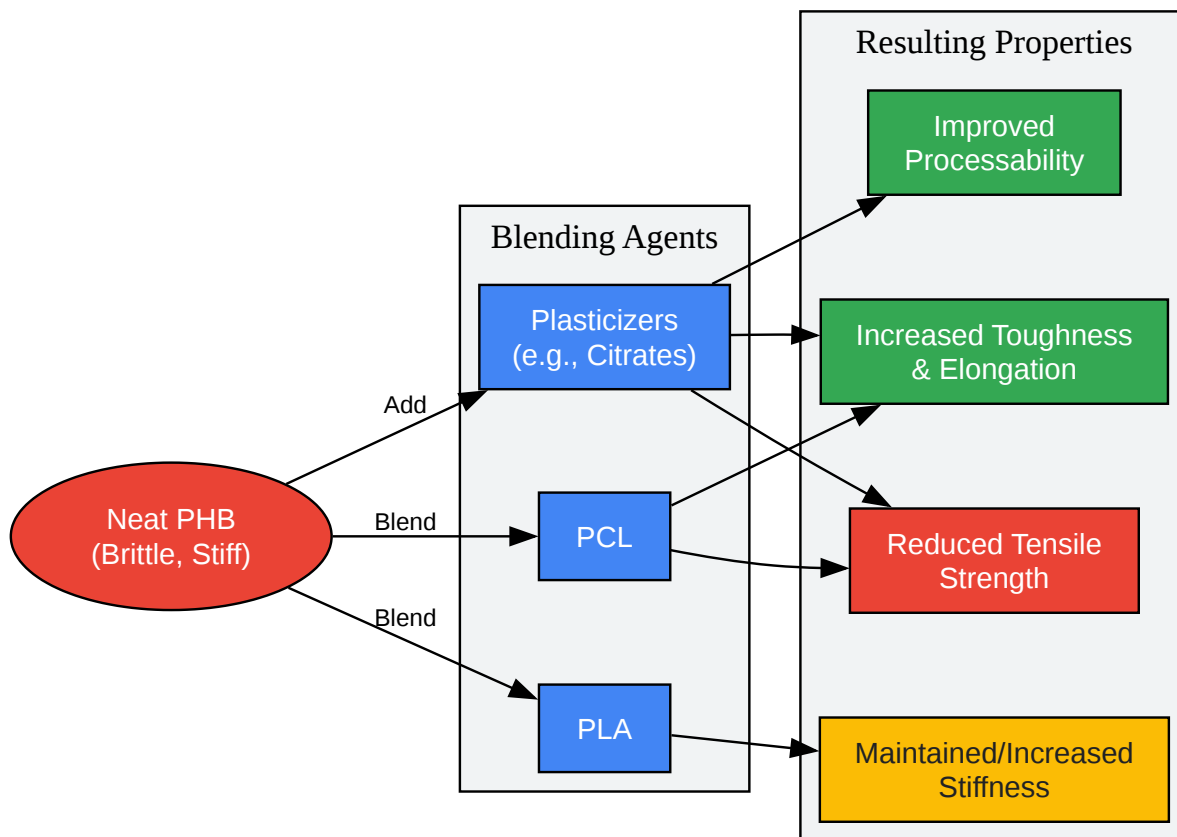 Resulting Properties
Improved
Processability
Blending Agents
Plasticizers
(e.g., Citrates)
Increased Toughness
& Elongation
Add
Neat PHB
(Brittle, Stiff)
Blend
PCL
Reduced Tensile
Strength
Blend
PLA
Maintained/Increased
Stiffness